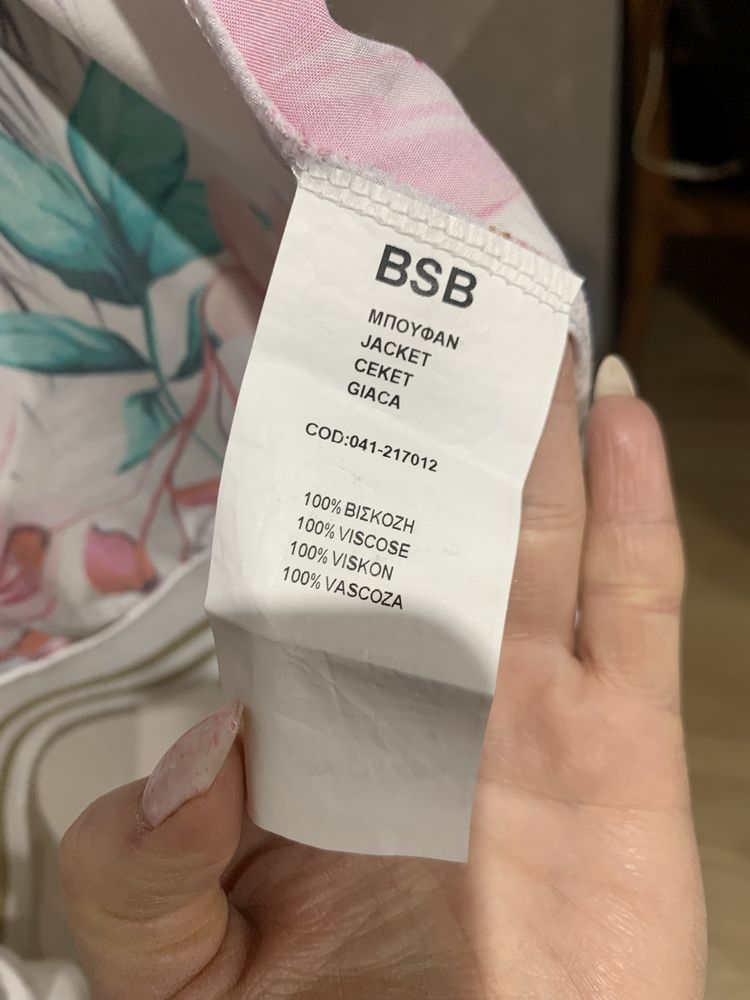 BSB
ΜΠΟΥΦΑΝ
JACKET
CEKET
GIACA
COD:041-217012
100% ΒΙΣΚΟΖΗ
100% VISCOSE
100% VISKON
100% VASCOZA